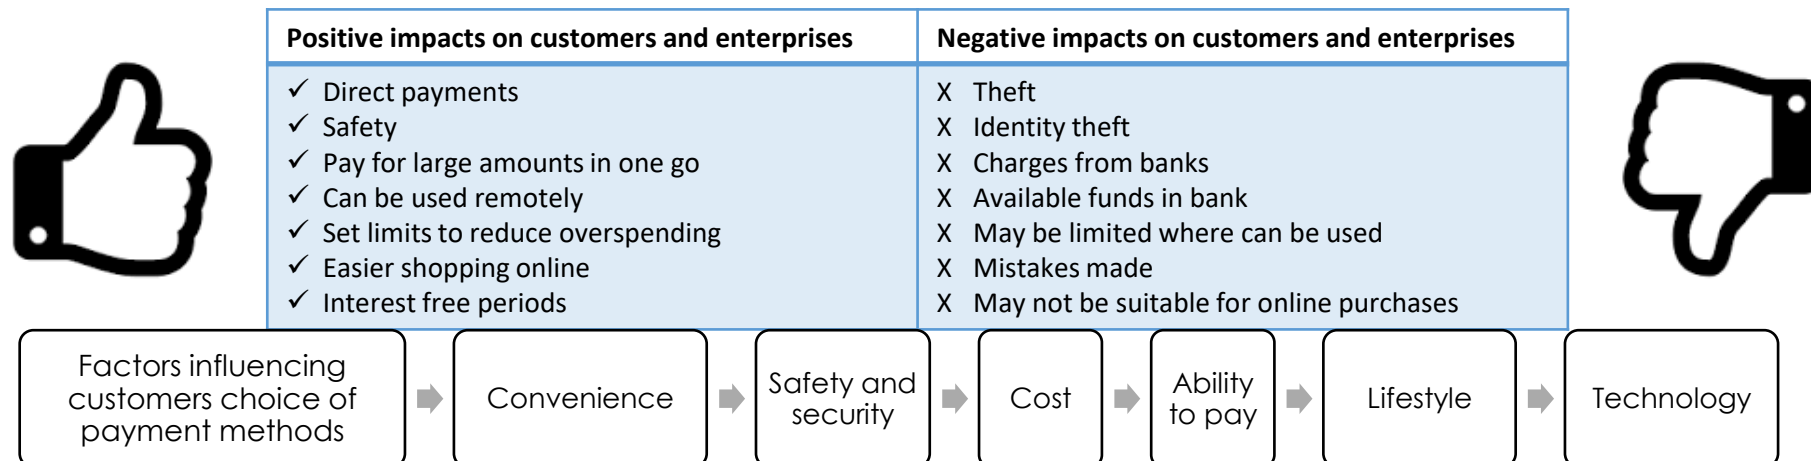 Positive impacts on customers and enterprises
Negative impacts on customers and enterprises
✓ Direct payments
✓ Safety
✓ Pay for large amounts in one go
✓ Can be used remotely
✓ Set limits to reduce overspending
✓ Easier shopping online
✓ Interest free periods
X Theft
X Identity theft
X Charges from banks
X Available funds in bank
X May be limited where can be used
X Mistakes made
X May not be suitable for online purchases
Factors influencing
customers choice of
payment methods
Convenience
Safety and
security
Cost
Ability
to pay
Lifestyle
Technology